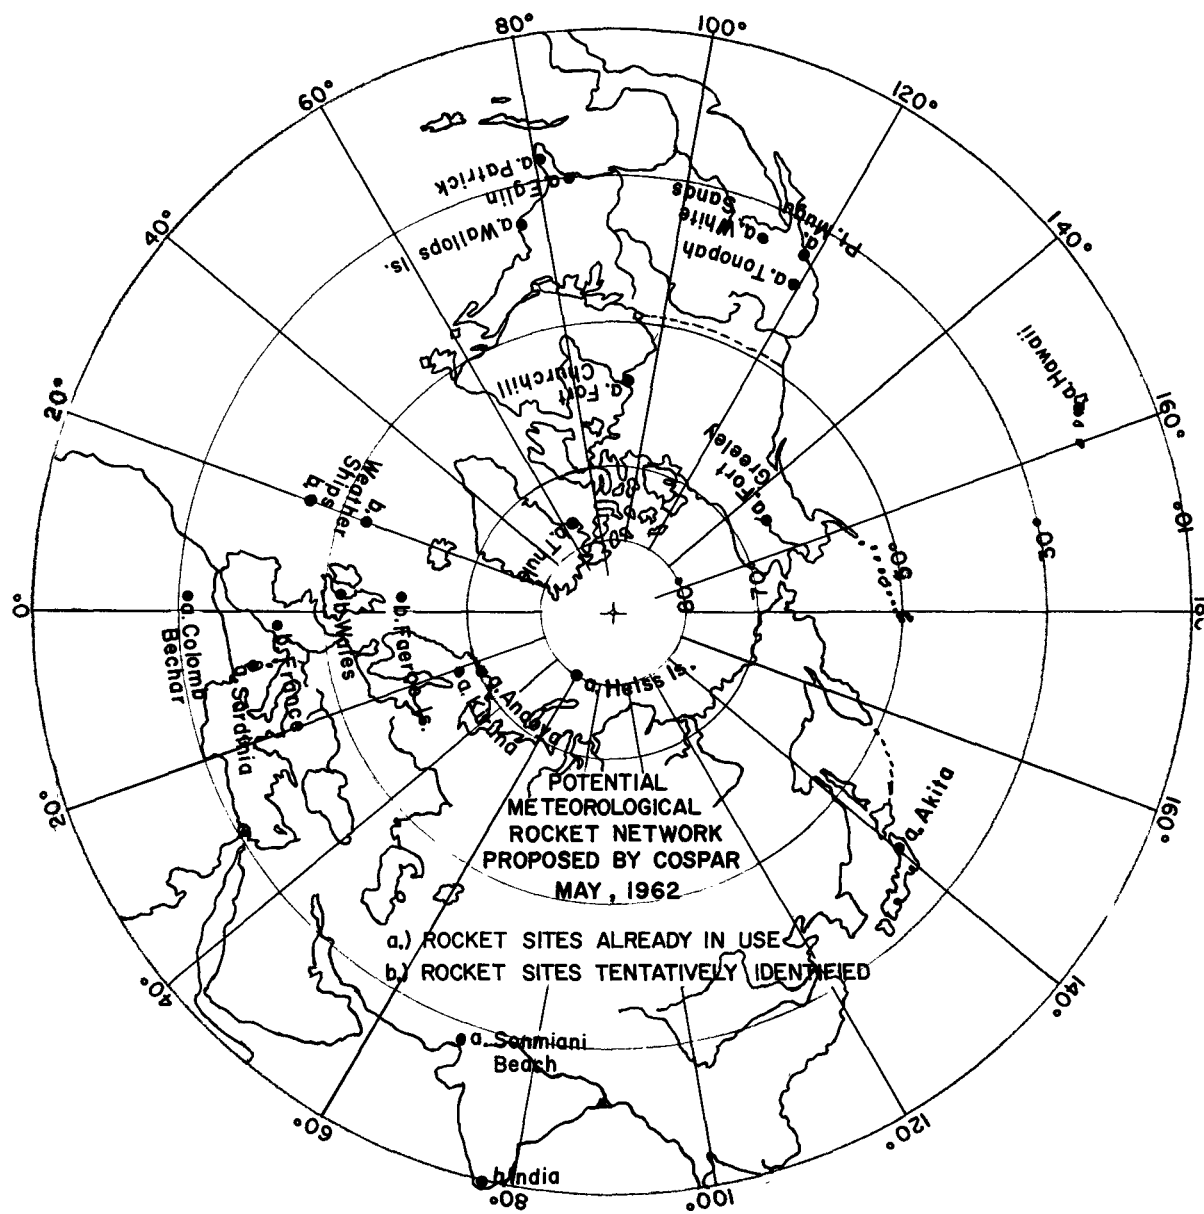 80°
100°
60°
120°
40°
140°
20°
160°
0°
180
20°
160°
40°
140°
60°
120°
80°
100°
10°
30°
50°
70
80
a. Patrick
a. Eglin
a. Wallops Is.
a. White
Sands
a.
Pt. Mugu
a. Tonopah
a. Hawaii
a. Fort
Churchill
a. Fort
Greeley
b. Thule
Weather
Ships
b.
b.
a. Colomb
Bechar
b. France
a. Sardinia
b. Wales
b. Faeroe Is.
a. Kiruna
a. Andoya
a. Heiss Is.
a. Akita
POTENTIAL
METEOROLOGICAL
ROCKET NETWORK
PROPOSED BY COSPAR
MAY, 1962
a.) ROCKET SITES ALREADY IN USE
b.) ROCKET SITES TENTATIVELY IDENTIFIED
a. Sonmiani
Beach
b. India